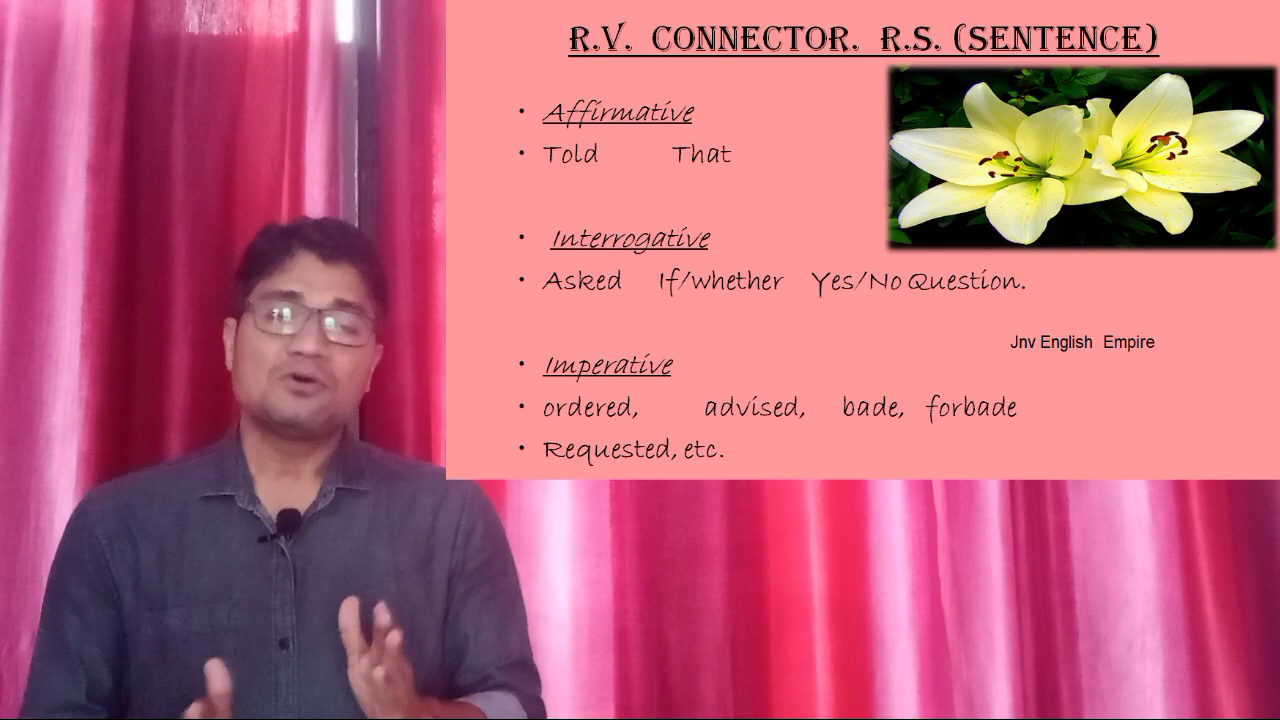 R.V. CONNECTOR. R.S. (SENTENCE)
• Affirmative
• Told That
• Interrogative
• Asked If/whether Yes/No Question.
Jnv English Empire
• Imperative
• ordered, advised, bade, forbade
• Requested, etc.